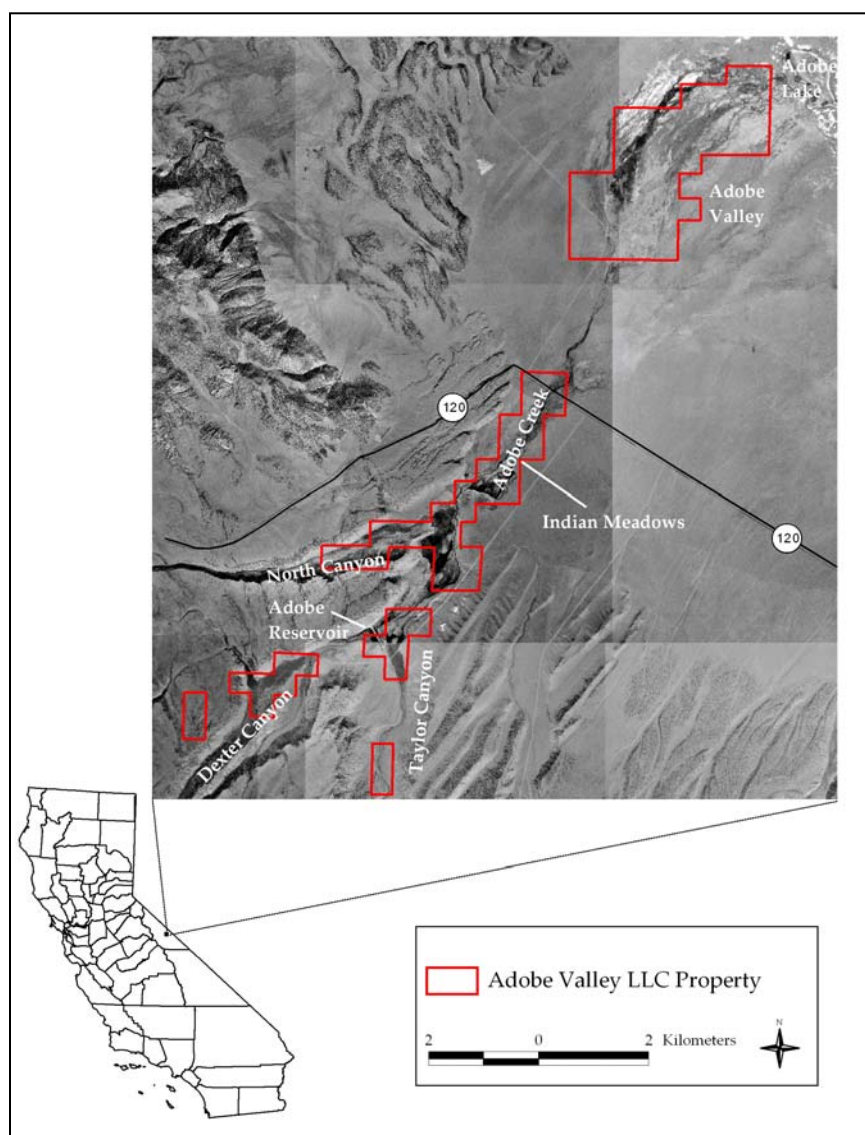 Adobe
Lake
Adobe
Valley
120
Adobe Creek
Indian Meadows
120
North Canyon
Adobe
Reservoir
Taylor Canyon
Dexter Canyon
Adobe Valley LLC Property
N
2 0 2 Kilometers